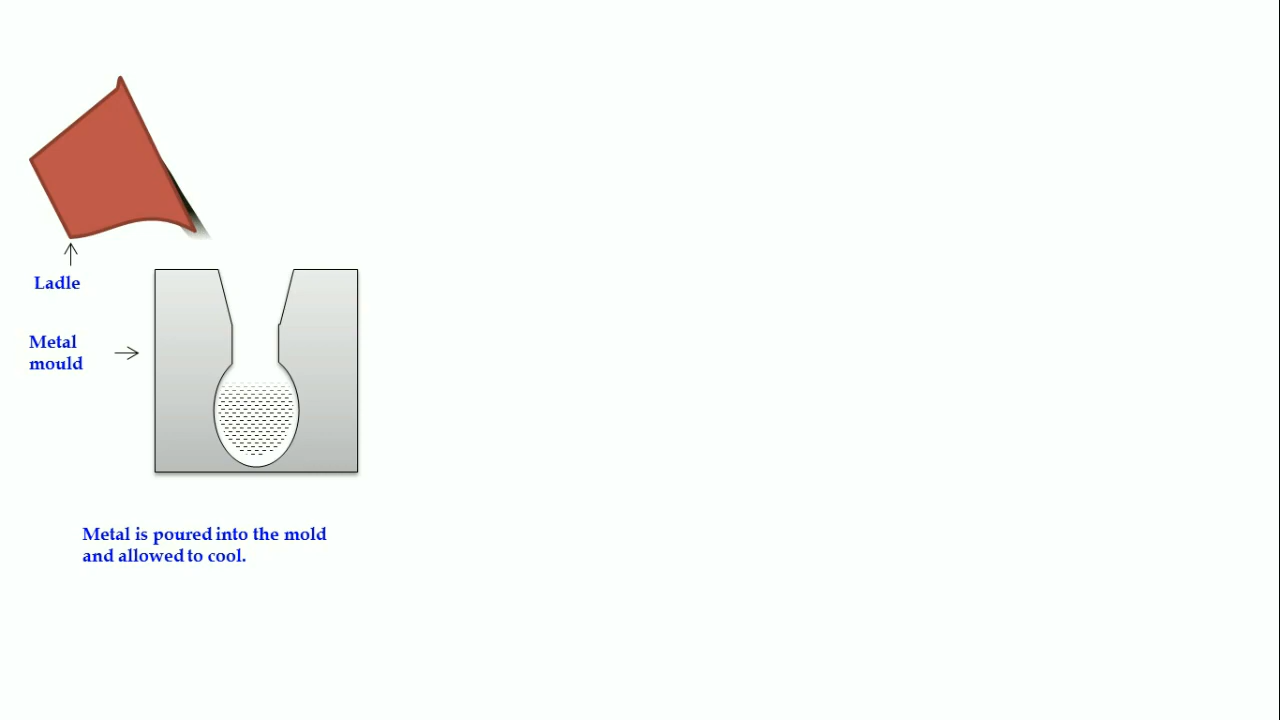 Ladle
Metal
mould
Metal is poured into the mold
and allowed to cool.